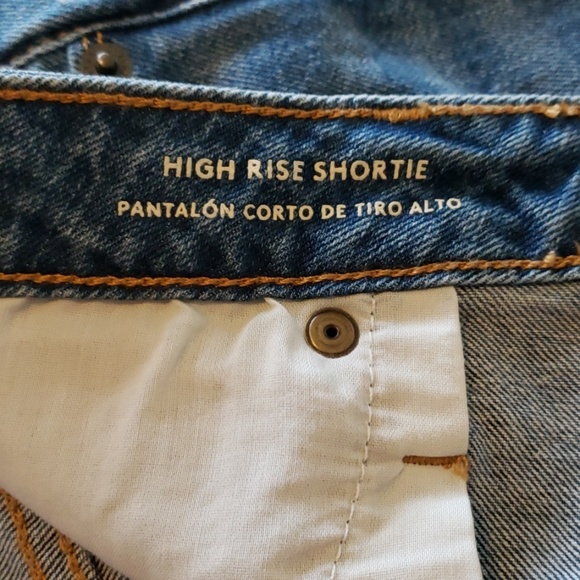 HIGH RISE SHORTIE
PANTALÓN CORTO DE TIRO ALTO